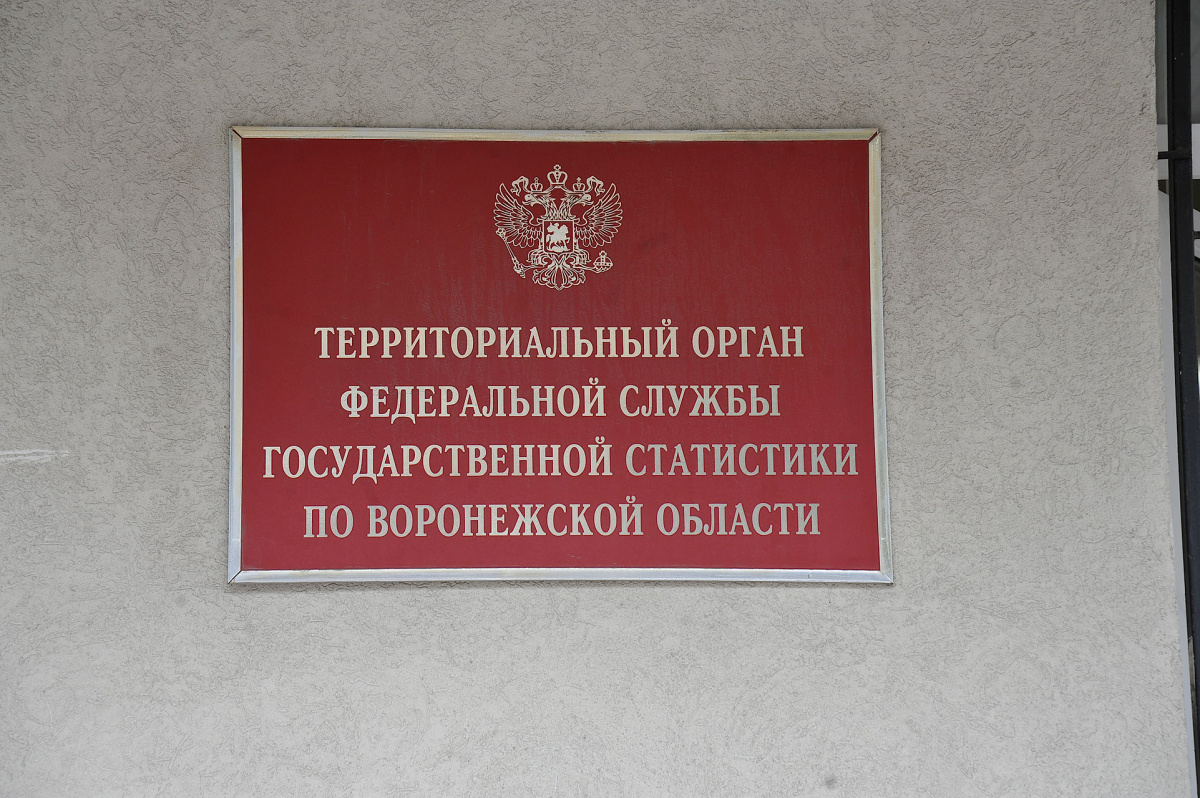 ТЕРРИТОРИАЛЬНЫЙ ОРГАН
ФЕДЕРАЛЬНОЙ СЛУЖБЫ
ГОСУДАРСТВЕННОЙ СТАТИСТИКИ
ПО ВОРОНЕЖСКОЙ ОБЛАСТИ